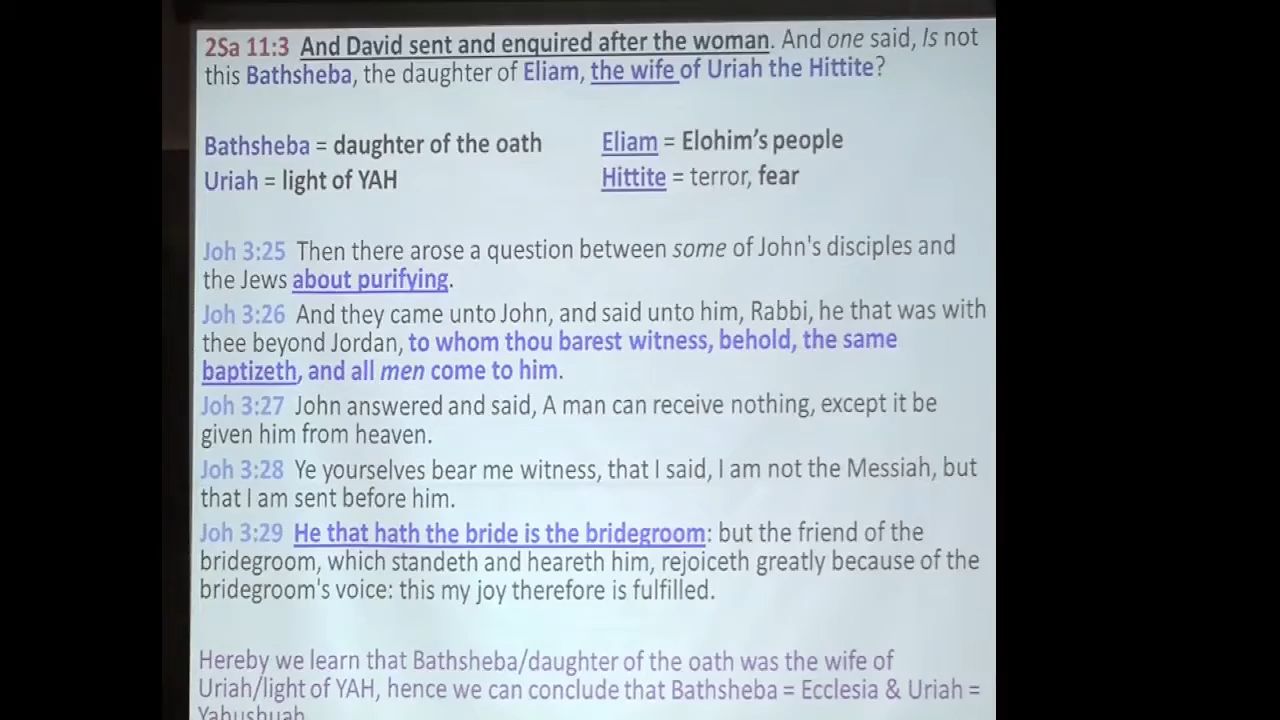 2Sa 11:3 And David sent and enquired after the woman. And one said, Is not
this Bathsheba, the daughter of Eliam, the wife of Uriah the Hittite?
Bathsheba = daughter of the oath
Eliam = Elohim's people
Uriah = light of YAH
Hittite = terror, fear
Joh 3:25 Then there arose a question between some of John's disciples and
the Jews about purifying.
Joh 3:26 And they came unto John, and said unto him, Rabbi, he that was with
thee beyond Jordan, to whom thou barest witness, behold, the same
baptizeth, and all men come to him.
Joh 3:27 John answered and said, A man can receive nothing, except it be
given him from heaven.
Joh 3:28 Ye yourselves bear me witness, that I said, I am not the Messiah, but
that I am sent before him.
Joh 3:29 He that hath the bride is the bridegroom: but the friend of the
bridegroom, which standeth and heareth him, rejoiceth greatly because of the
bridegroom's voice: this my joy therefore is fulfilled.
Hereby we learn that Bathsheba/daughter of the oath was the wife of
Uriah/light of YAH, hence we can conclude that Bathsheba = Ecclesia & Uriah =
Yahushuah